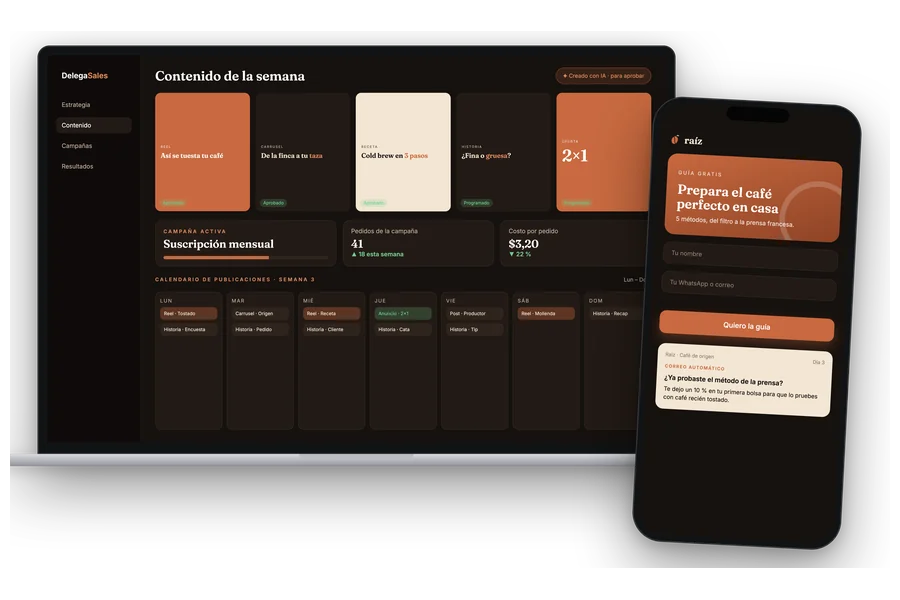 DelegaSales
Estrategia
Contenido
Campañas
Resultados
Contenido de la semana
✦ Creado con IA · para aprobar
REEL
Así se tuesta tu café
CARRUSEL
De la finca a tu taza
Cold brew en 3 pasos
HISTORIA
¿Fina o gruesa?
2×1
Aprobado
Programado
CAMPAÑA ACTIVA
Suscripción mensual
Pedidos de la campaña
41
▲ 18 esta semana
Costo por pedido
$3,20
▼ 22 %
CALENDARIO DE PUBLICACIONES · SEMANA 3
Lun –
LUN
Reel · Tostado
Historia · Encuesta
MAR
Carrusel · Origen
Historia · Pedido
MIÉ
Reel · Receta
Historia · Cliente
JUE
Anuncio · 2×1
Historia · Cata
VIE
Post · Productor
Historia · Tip
SÁB
Reel · Molienda
DOM
Historia · Recap
raíz
GUÍA GRATIS
Prepara el café
perfecto en casa
5 métodos, del filtro a la prensa francesa.
Tu nombre
Tu WhatsApp o correo
Quiero la guía
Raíz · Café de origen
Día 3
CORREO AUTOMÁTICO
¿Ya probaste el método de la prensa?
Te dejo un 10 % en tu primera bolsa para que lo pruebes
con café recién tostado.